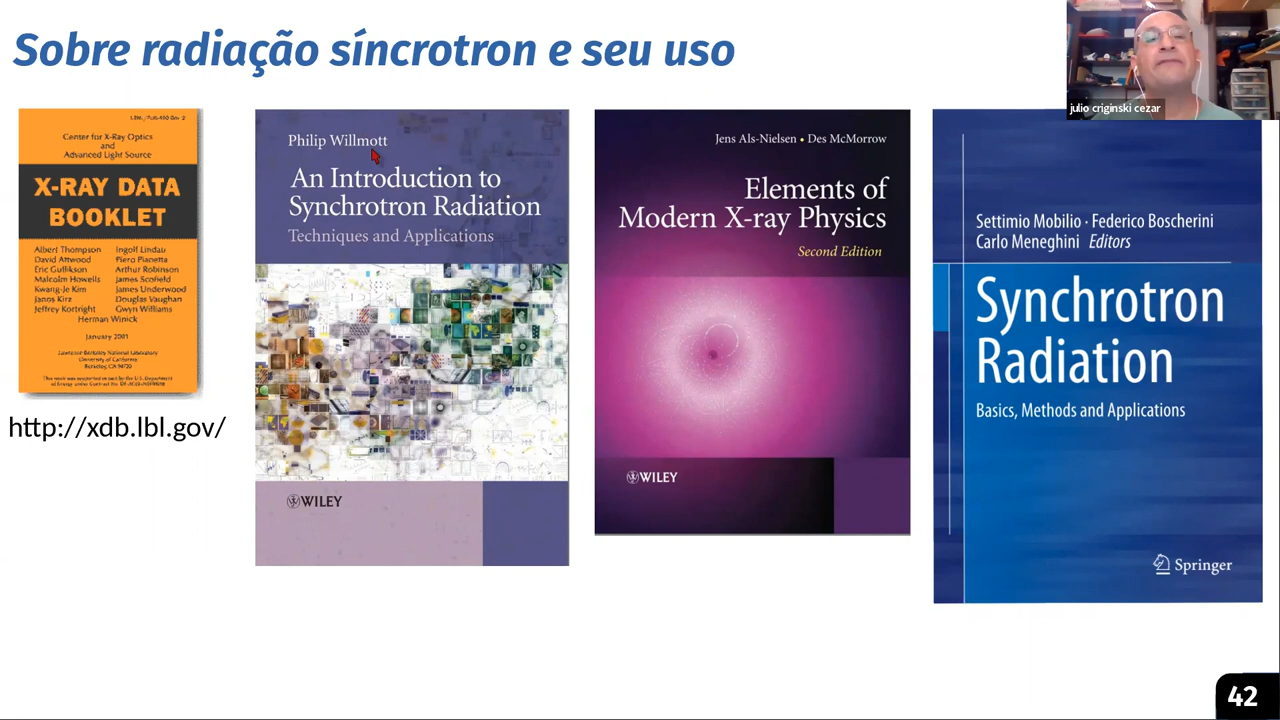 Sobre radiação síncrotron e seu uso
julio criginski cezar
Center for X-Ray Optics
and
Advanced Light Source
X-RAY DATA
BOOKLET
Albert Thompson
David Attwood
Eric Gullikson
Malcolm Howells
Kwang-Je Kim
Janos Kirz
Jeffrey Kortright
Ingolf Lindau
Piero Pianetta
Arthur Robinson
James Scofield
James Underwood
Douglas Vaughan
Gwyn Williams
Herman Winick
January 2001
Lawrence Berkeley National Laboratory
University of California
Berkeley, CA 94720
http://xdb.lbl.gov/
Philip Willmott
An Introduction to
Synchrotron Radiation
Techniques and Applications
WILEY
Jens Als-Nielsen • Des McMorrow
Elements of
Modern X-ray Physics
Second Edition
WILEY
Settimio Mobilio · Federico Boscherini
Carlo Meneghini Editors
Synchrotron
Radiation
Basics, Methods and Applications
Springer
42